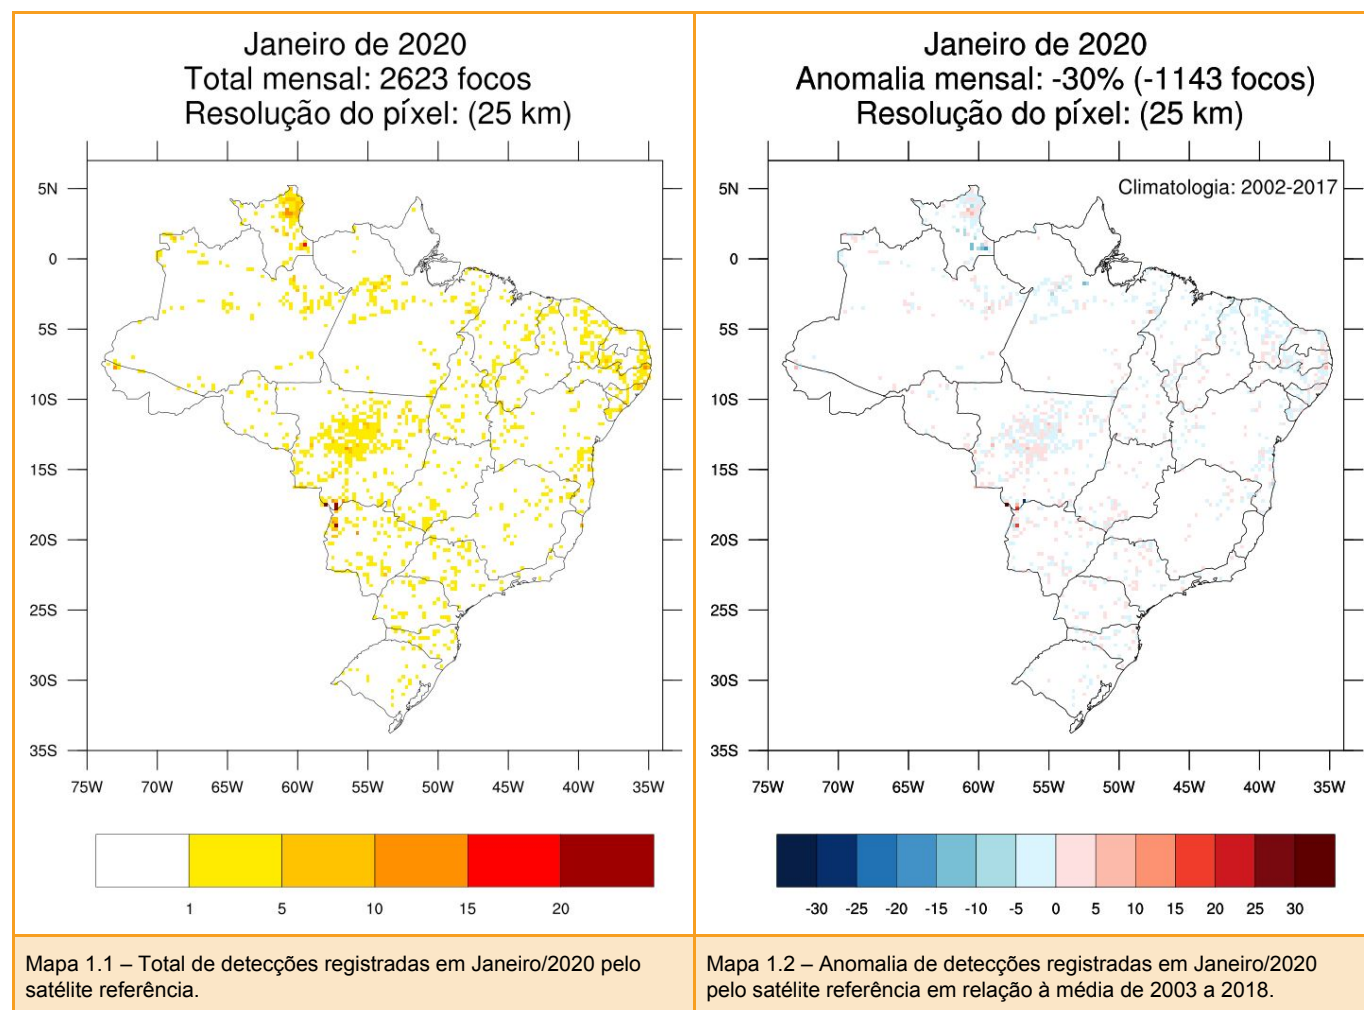 Janeiro de 2020
Total mensal: 2623 focos
Resolução do píxel: (25 km)
5N
0
5S
10S
15S
20S
25S
30S
35S
75W 70W 65W 60W 55W 50W 45W 40W 35W
1 5 10 15 20
Mapa 1.1 – Total de detecções registradas em Janeiro/2020 pelo
satélite referência.
Janeiro de 2020
Anomalia mensal: -30% (-1143 focos)
Resolução do píxel: (25 km)
Climatologia: 2002-2017
5N
0
5S
10S
15S
20S
25S
30S
35S
75W 70W 65W 60W 55W 50W 45W 40W 35W
-30 -25 -20 -15 -10 -5 0 5 10 15 20 25 30
Mapa 1.2 – Anomalia de detecções registradas em Janeiro/2020
pelo satélite referência em relação à média de 2003 a 2018.